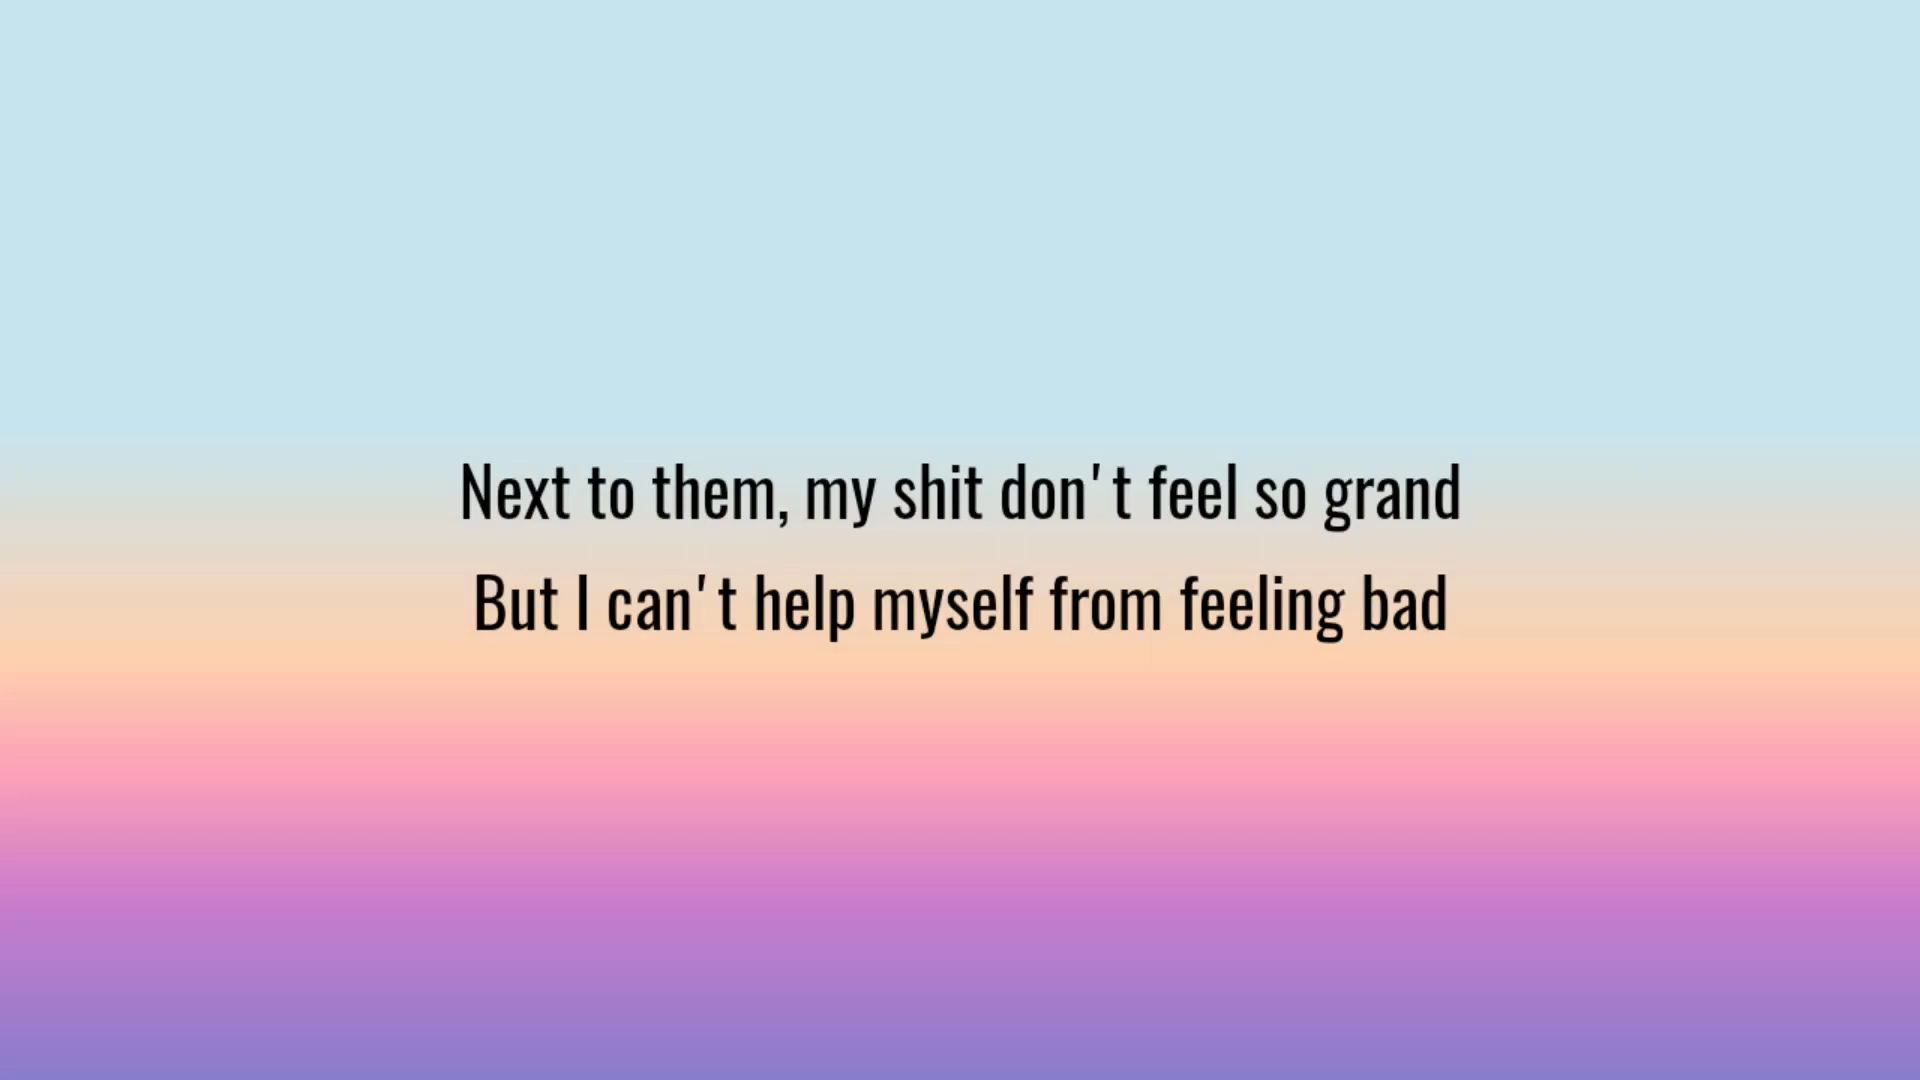 Next to them, my shit don't feel so grand
But I can't help myself from feeling bad